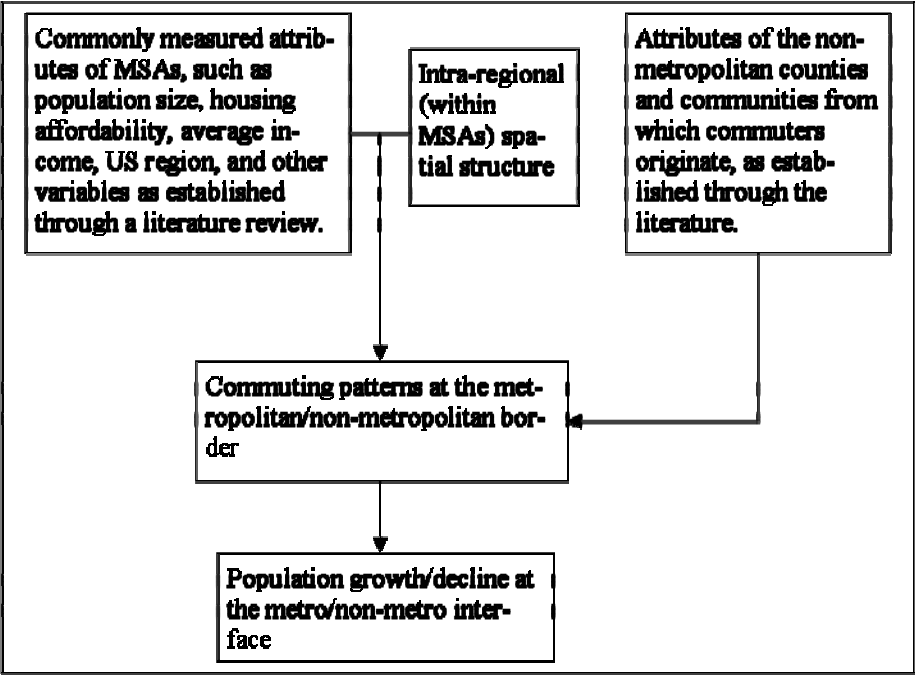 Commonly measured attrib-
utes of MSAs, such as
population size, housing
affordability, average in-
come, US region, and other
variables as established
through a literature review.
Intra-regional
(within
MSAs) spa-
tial structure
Attributes of the non-
metropolitan counties
and communities from
which commuters
originate, as estab-
lished through the
literature.
Commuting patterns at the met-
ropolitan/non-metropolitan bor-
der
Population growth/decline at
the metro/non-metro inter-
face